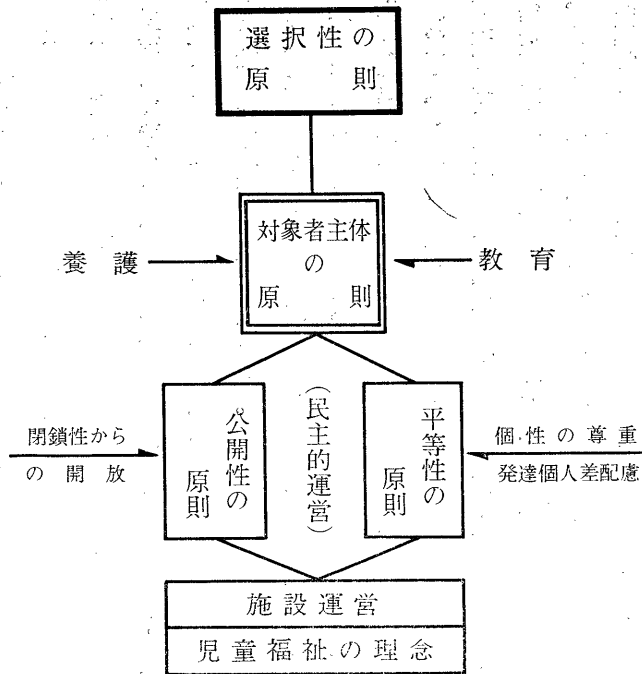 選択性の
原則
対象者主体
の
原則
養護
教育
公開性の
原則
(民主的運営)
平等性の
原則
閉鎖性から
の開放
個性の尊重
発達個人差配慮
施設運営
児童福祉の理念